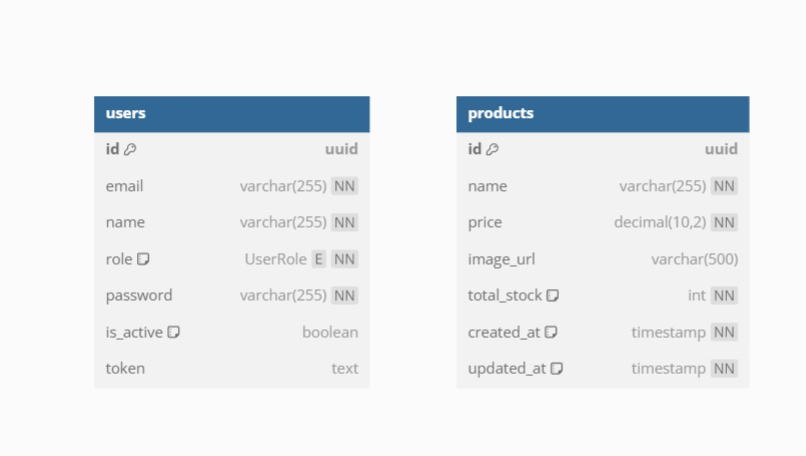 users
id uuid
email varchar(255) NN
name varchar(255) NN
role UserRole E NN
password varchar(255) NN
is_active boolean
token text
products
id uuid
name varchar(255) NN
price decimal(10,2) NN
image_url varchar(500)
total_stock int NN
created_at timestamp NN
updated_at timestamp NN